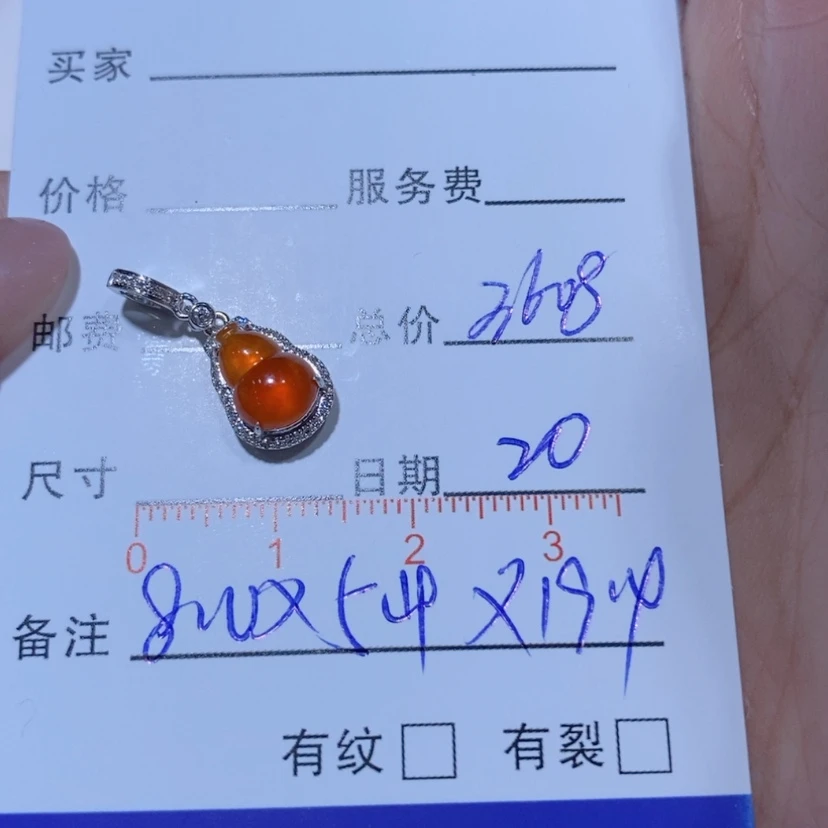 买家
价格 服务费
邮费 总价 3608
尺寸 日期 20
0 1 2 3
备注
有纹 有裂